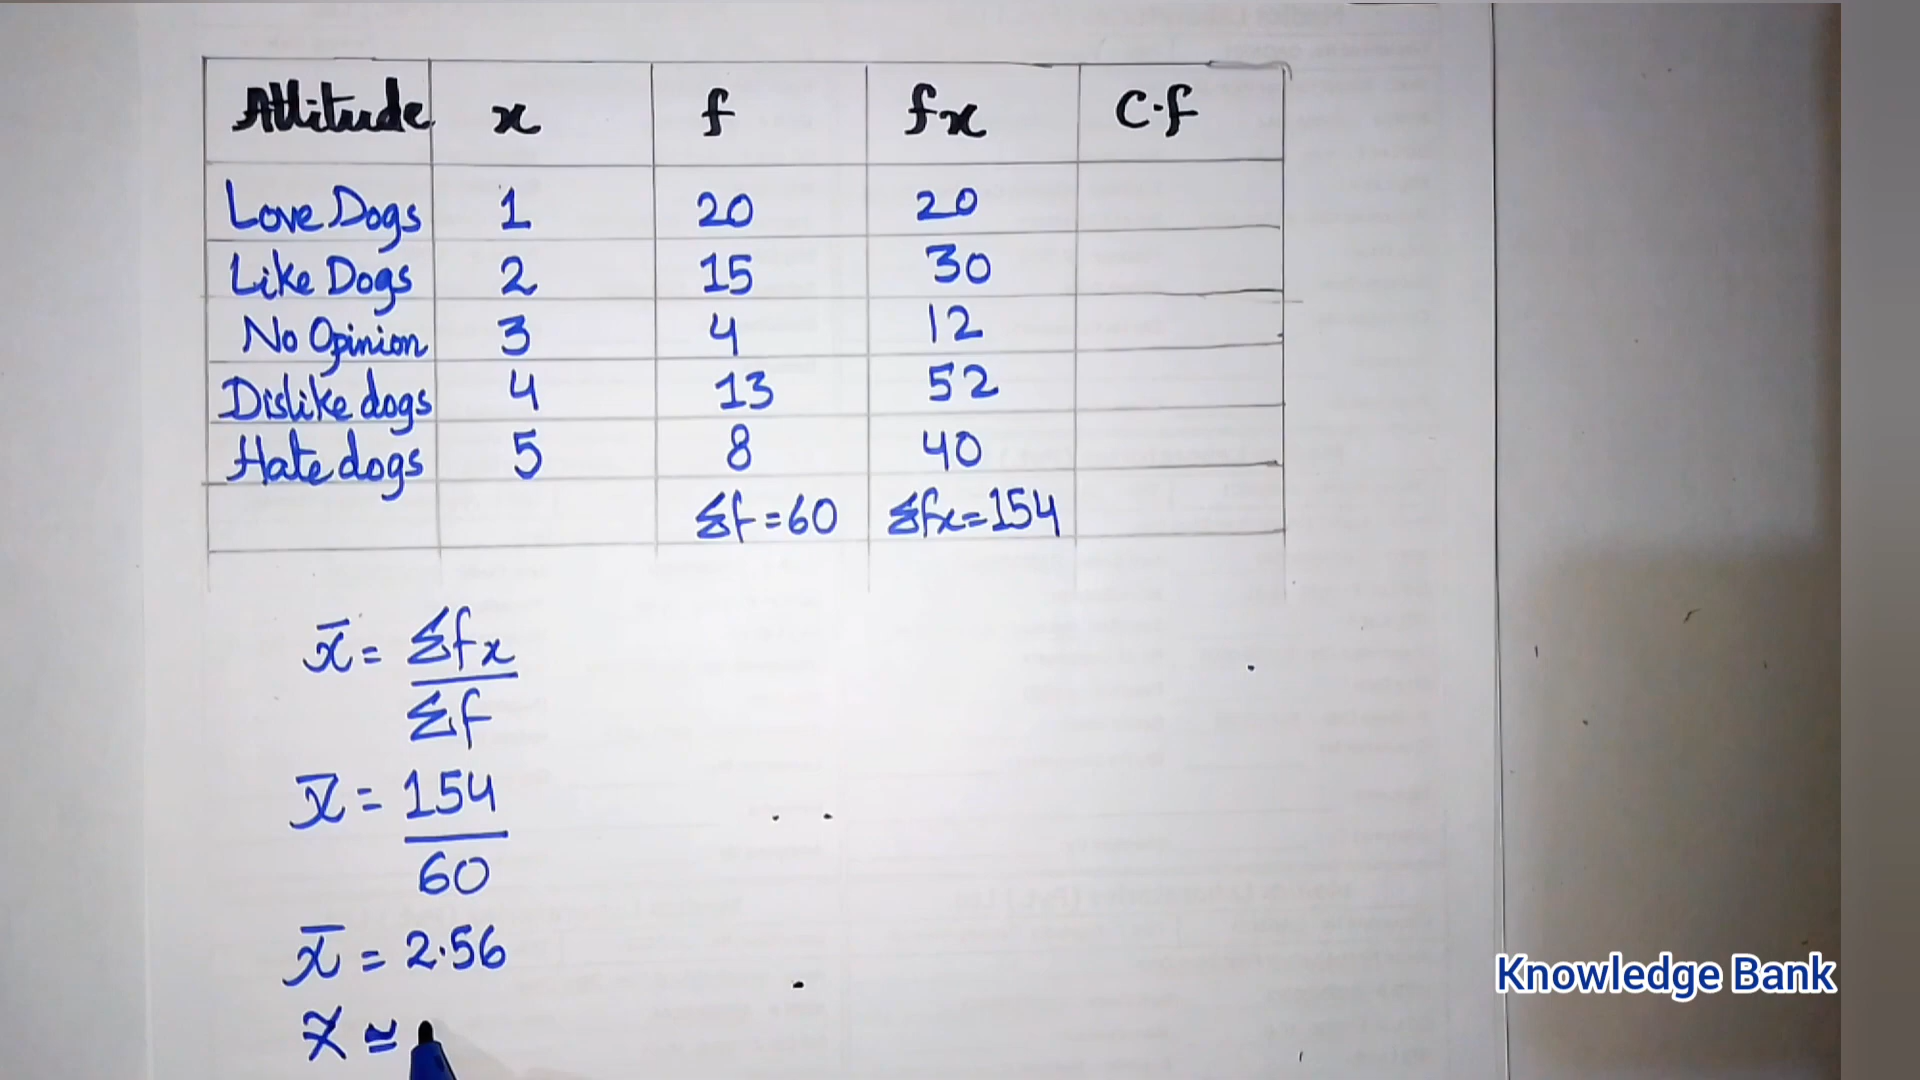 Attitude x f fx C.f
Love Dogs 1 20 20
Like Dogs 2 15 30
No Opinion 3 4 12
Dislike dogs 4 13 52
Hate dogs 5 8 40
Σf = 60 Σfx = 154
x̄ = Σfx
Σf
x̄ = 154
60
x̄ = 2.56
x̄ ≃
Knowledge Bank